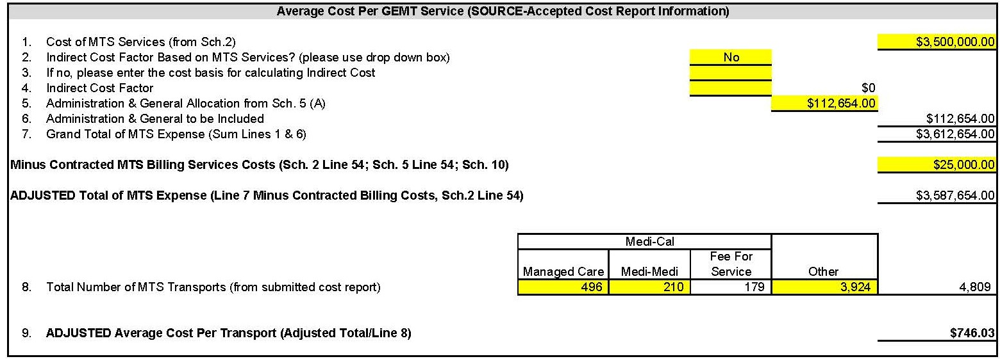 Average Cost Per GEMT Service (SOURCE-Accepted Cost Report Information)
1. Cost of MTS Services (from Sch.2) $3,500,000.00
2. Indirect Cost Factor Based on MTS Services? (please use drop down box) No
3. If no, please enter the cost basis for calculating Indirect Cost
4. Indirect Cost Factor $0
5. Administration & General Allocation from Sch. 5 (A) $112,654.00
6. Administration & General to be Included $112,654.00
7. Grand Total of MTS Expense (Sum Lines 1 & 6) $3,612,654.00
Minus Contracted MTS Billing Services Costs (Sch. 2 Line 54; Sch. 5 Line 54; Sch. 10) $25,000.00
ADJUSTED Total of MTS Expense (Line 7 Minus Contracted Billing Costs, Sch.2 Line 54) $3,587,654.00
Medi-Cal
Fee For
Managed Care Medi-Medi Service Other
8. Total Number of MTS Transports (from submitted cost report) 496 210 179 3,924 4,809
9. ADJUSTED Average Cost Per Transport (Adjusted Total/Line 8) $746.03